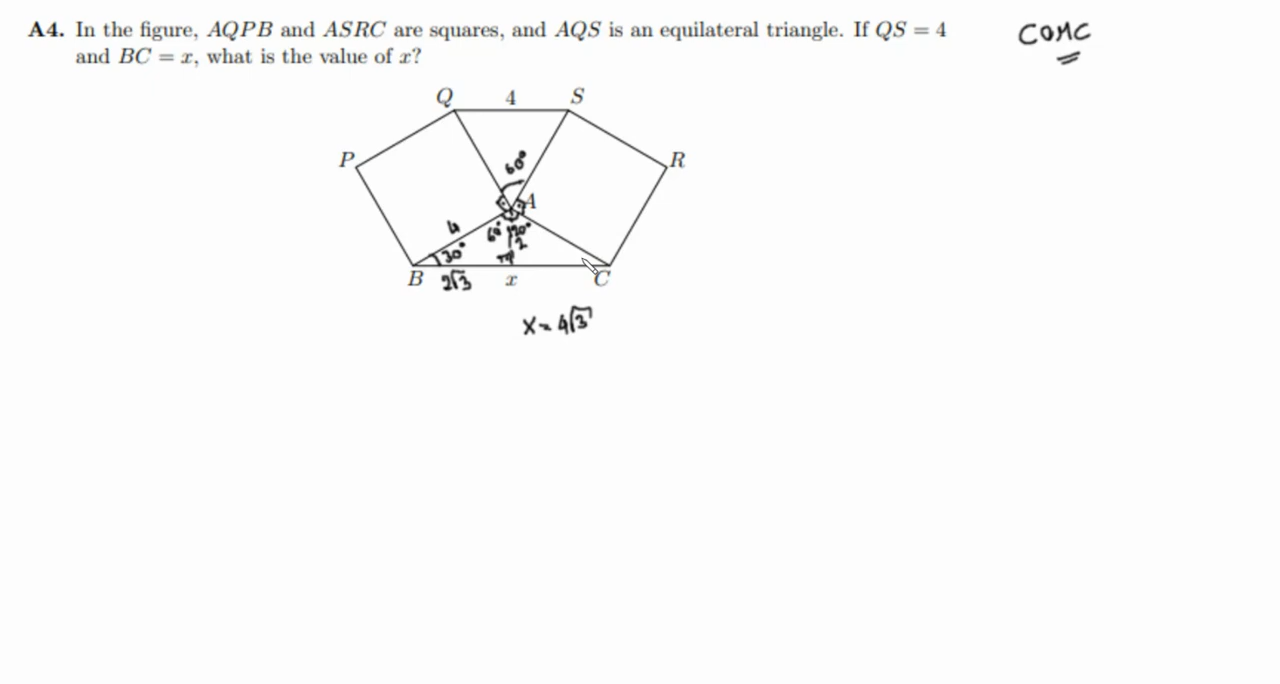 A4. In the figure, AQPB and ASRC are squares, and AQS is an equilateral triangle. If QS = 4
and BC = x, what is the value of x?
COMC
Q 4 S
P R
60°
A
4 60° 120°
30° 2
B 2√3 x C
x = 4√3